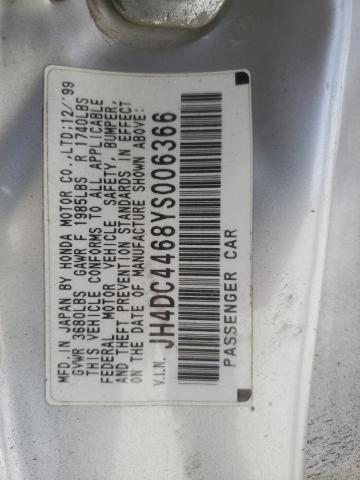 MFD.IN JAPAN BY HONDA MOTOR CO.,LTD;12/'99
GVWR 3680LBS GAWR F 1985LBS R 1740LBS
THIS VEHICLE CONFORMS TO ALL APPLICABLE
FEDERAL MOTOR VEHICLE SAFETY, BUMPER,
AND THEFT PREVENTION STANDARDS IN EFFECT
ON THE DATE OF MANUFACTURE SHOWN ABOVE:
V.I.N. JH4DC4468YS006366
PASSENGER CAR